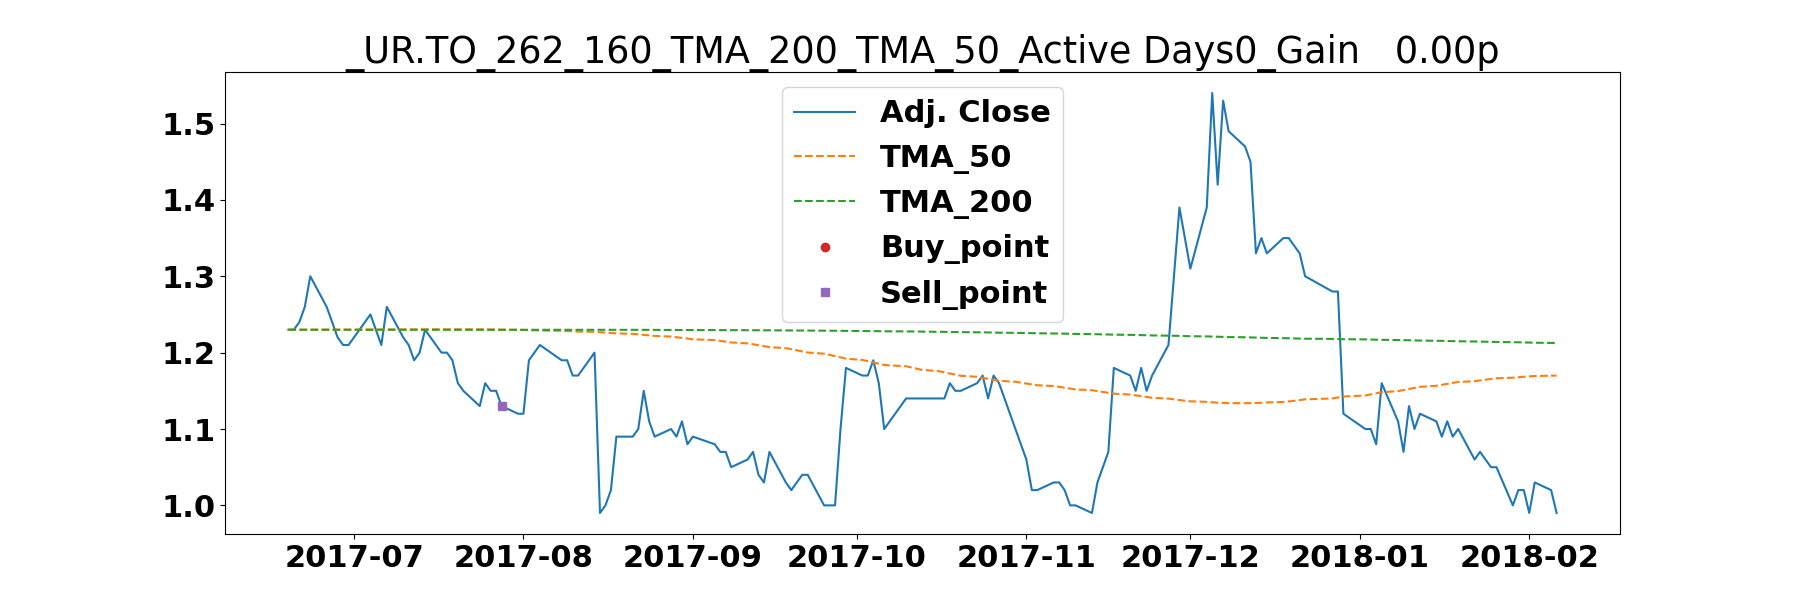 _UR.TO_262_160_TMA_200_TMA_50_Active Days0_Gain   0.00p
Adj. Close
TMA_50
TMA_200
Buy_point
Sell_point
1.5
1.4
1.3
1.2
1.1
1.0
2017-07 2017-08 2017-09 2017-10 2017-11 2017-12 2018-01 2018-02